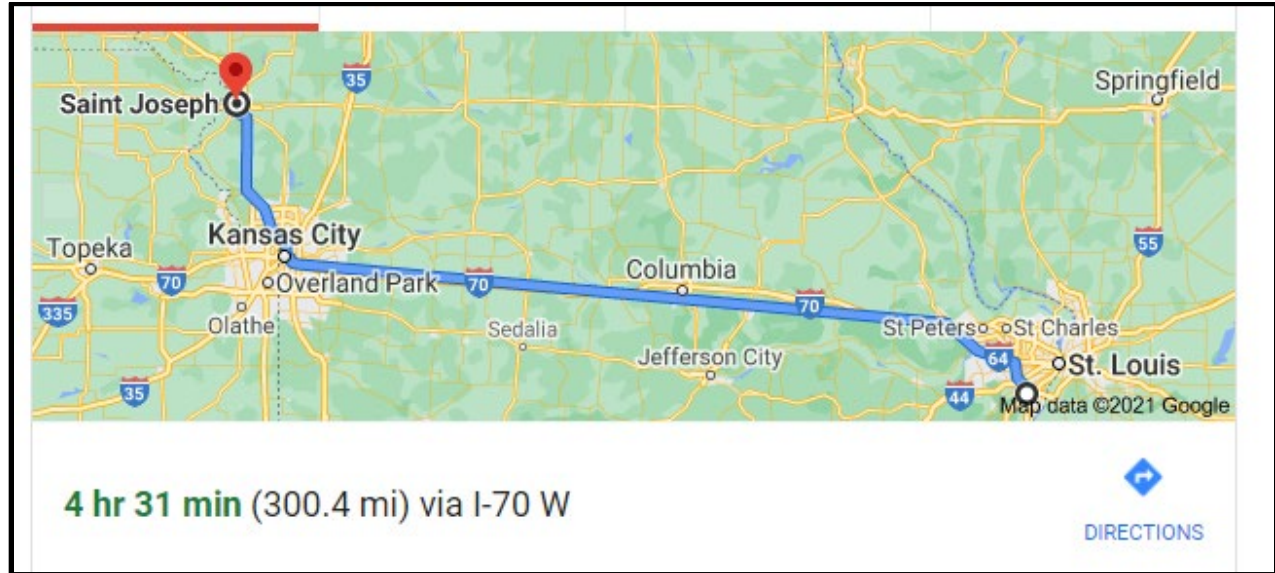 35
Springfield
Saint Joseph
55
Kansas City
Topeka
Columbia
70
Overland Park
70
70
335
Olathe
Sedalia
St Peters
St Charles
Jefferson City
64
St. Louis
35
44
Map data ©2021 Google
4 hr 31 min (300.4 mi) via I-70 W
DIRECTIONS